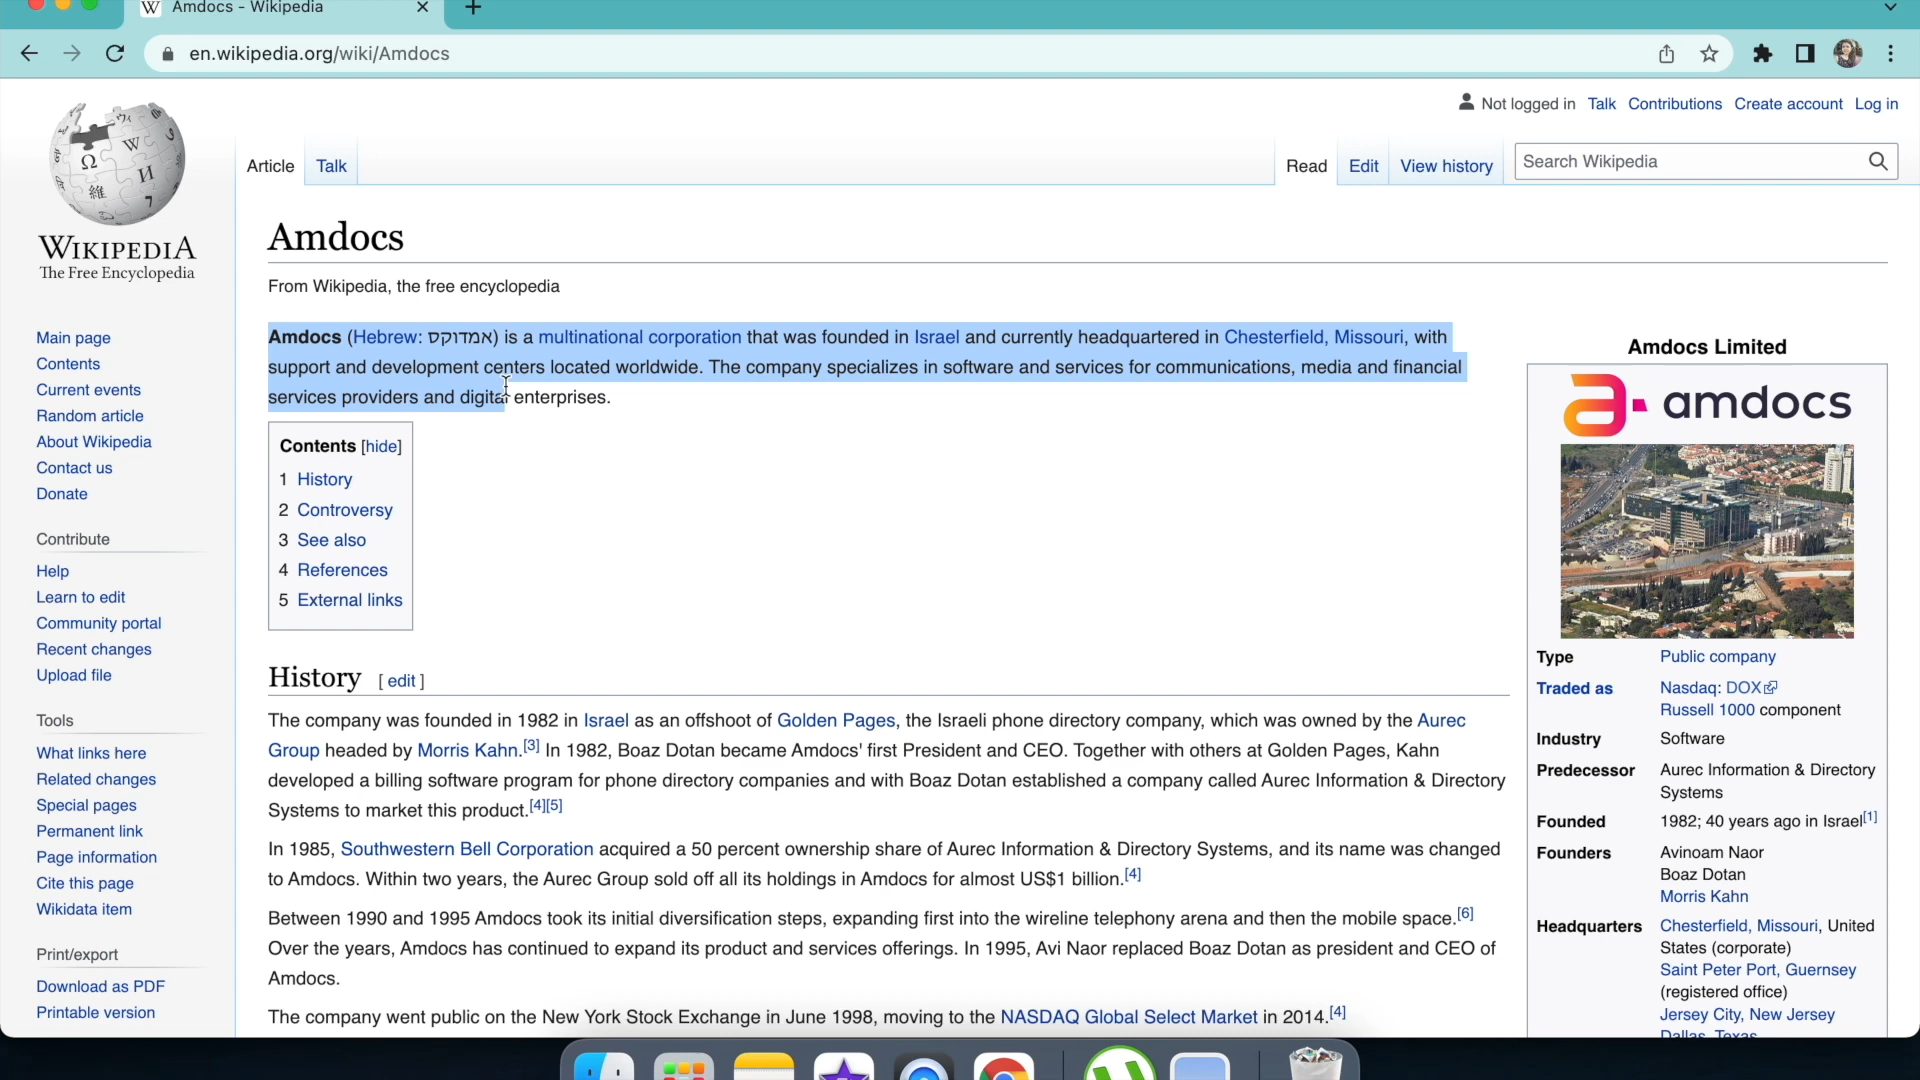 Amdocs - Wikipedia
en.wikipedia.org/wiki/Amdocs
Not logged in Talk Contributions Create account Log in
Article Talk Read Edit View history Search Wikipedia
WIKIPEDIA
The Free Encyclopedia
Main page
Contents
Current events
Random article
About Wikipedia
Contact us
Donate
Contribute
Help
Learn to edit
Community portal
Recent changes
Upload file
Tools
What links here
Related changes
Special pages
Permanent link
Page information
Cite this page
Wikidata item
Print/export
Download as PDF
Printable version
Amdocs
From Wikipedia, the free encyclopedia
Amdocs (Hebrew: אמדוקס) is a multinational corporation that was founded in Israel and currently headquartered in Chesterfield, Missouri, with
support and development centers located worldwide. The company specializes in software and services for communications, media and financial
services providers and digital enterprises.
Contents [hide]
1 History
2 Controversy
3 See also
4 References
5 External links
History [ edit ]
The company was founded in 1982 in Israel as an offshoot of Golden Pages, the Israeli phone directory company, which was owned by the Aurec
Group headed by Morris Kahn.[3] In 1982, Boaz Dotan became Amdocs' first President and CEO. Together with others at Golden Pages, Kahn
developed a billing software program for phone directory companies and with Boaz Dotan established a company called Aurec Information & Directory
Systems to market this product.[4][5]
In 1985, Southwestern Bell Corporation acquired a 50 percent ownership share of Aurec Information & Directory Systems, and its name was changed
to Amdocs. Within two years, the Aurec Group sold off all its holdings in Amdocs for almost US$1 billion.[4]
Between 1990 and 1995 Amdocs took its initial diversification steps, expanding first into the wireline telephony arena and then the mobile space.[6]
Over the years, Amdocs has continued to expand its product and services offerings. In 1995, Avi Naor replaced Boaz Dotan as president and CEO of
Amdocs.
The company went public on the New York Stock Exchange in June 1998, moving to the NASDAQ Global Select Market in 2014.[4]
Amdocs Limited
amdocs
Type Public company
Traded as Nasdaq: DOX
Russell 1000 component
Industry Software
Predecessor Aurec Information & Directory
Systems
Founded 1982; 40 years ago in Israel[1]
Founders Avinoam Naor
Boaz Dotan
Morris Kahn
Headquarters Chesterfield, Missouri, United
States (corporate)
Saint Peter Port, Guernsey
(registered office)
Jersey City, New Jersey
Dallas, Texas